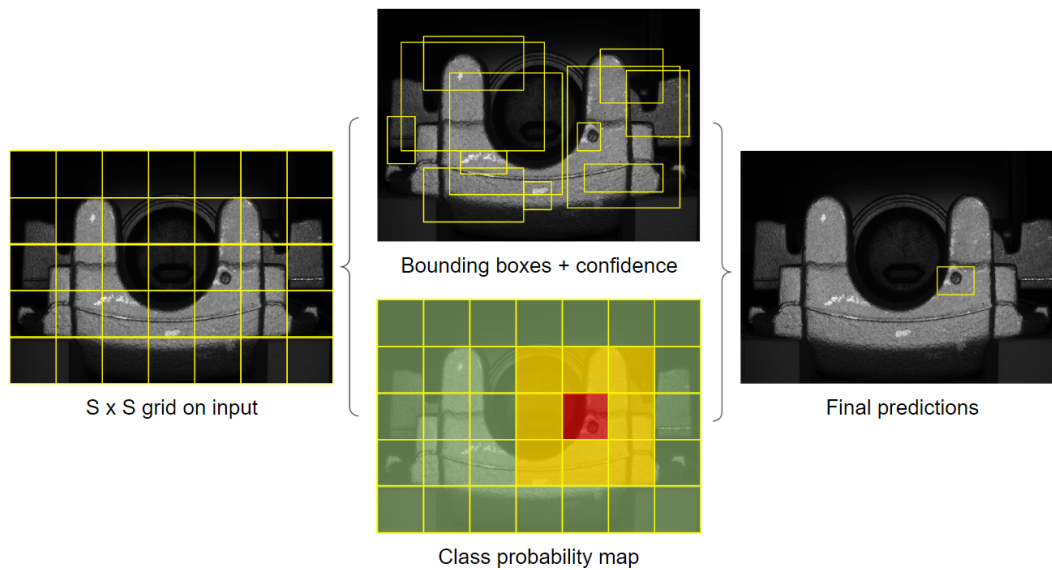 S x S grid on input
Bounding boxes + confidence
Class probability map
Final predictions